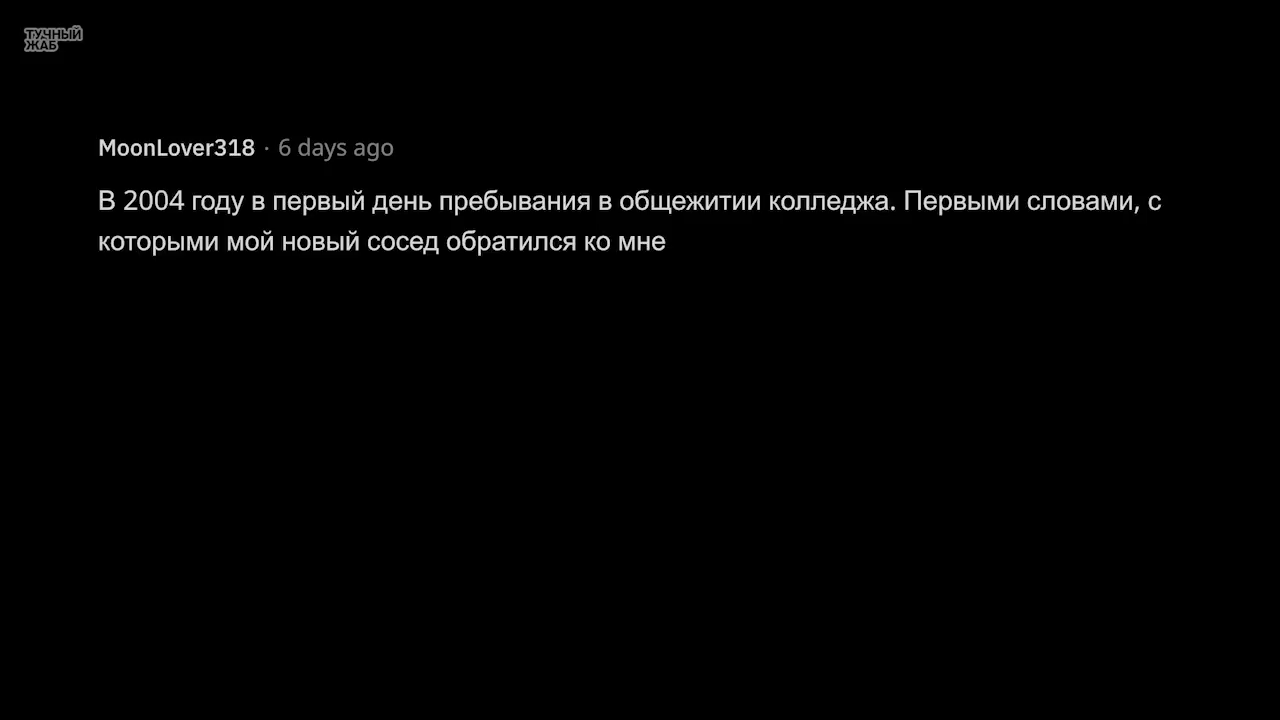 ТУЧНЫЙ
ЖАБ
MoonLover318 · 6 days ago
В 2004 году в первый день пребывания в общежитии колледжа. Первыми словами, с
которыми мой новый сосед обратился ко мне